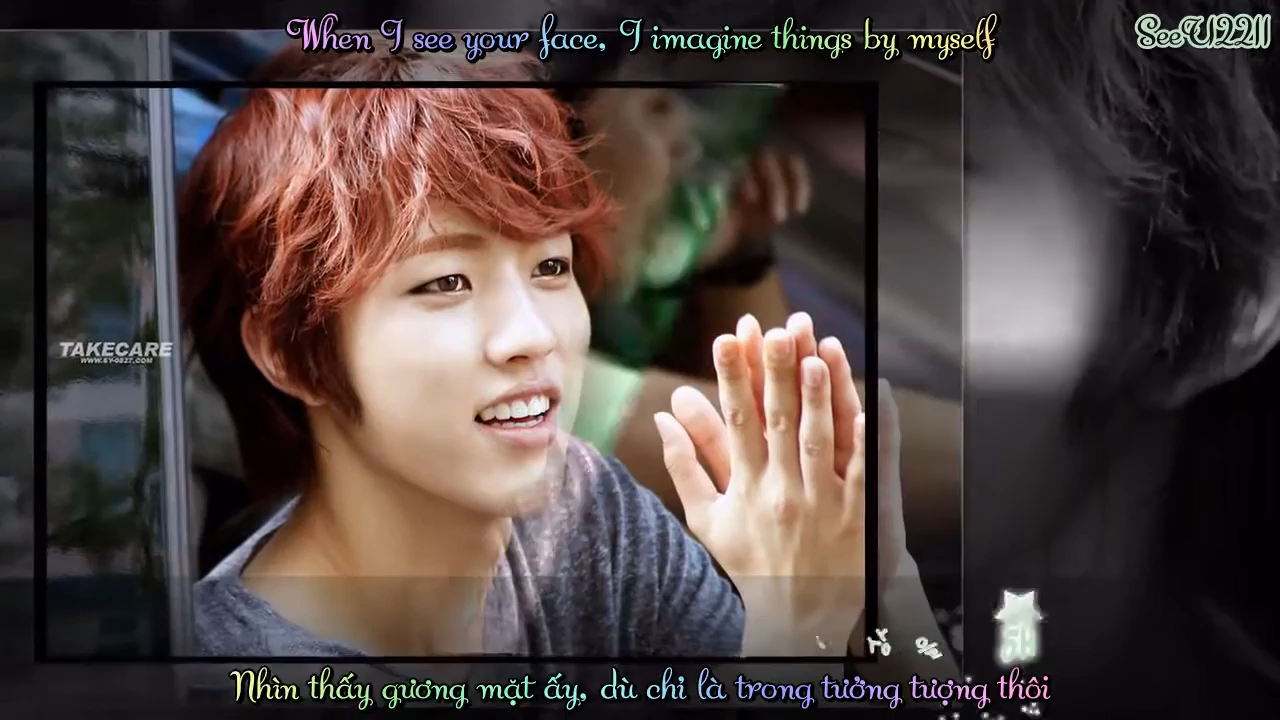 When I see your face, I imagine things by myself
SeeU1221
TAKECARE
WWW.SY-0827.COM
Nhìn thấy gương mặt ấy, dù chỉ là trong tưởng tượng thôi